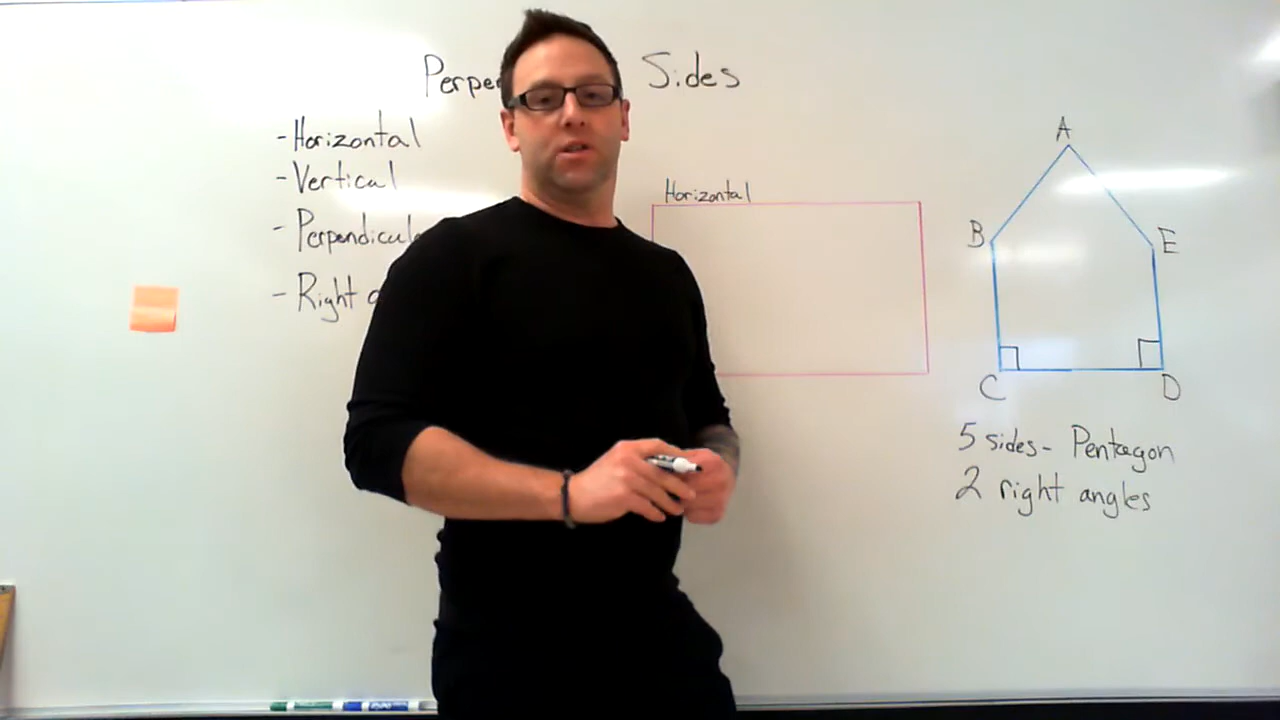 Sides
-Horizontal
-Vertical
-
-Right
Horizontal
A
B
E
C
D
5 sides- Pentagon
2 right angles